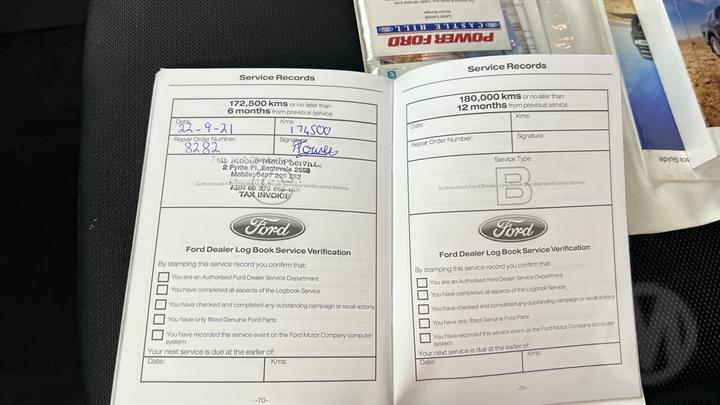 Service Manager
CASTLE HILL
POWER FORD
Service Records
172,500 kms or no later than
6 months from previous service
Date: Kms:
22-9-21 174500
Repair Order Number: Signature:
8282
Mobile Motor Service
2 Pyrite Pl, Eaglevale 2558
TAX INVOICE
Ford
Ford Dealer Log Book Service Verification
By stamping this service record you confirm that:
You are an Authorised Ford Dealer Service Department
You have completed all aspects of the Logbook Service
You have checked and completed any outstanding campaign or recall actions
You have only fitted Genuine Ford Parts
You have recorded this service event on the Ford Motor Company computer
system
Your next service is due at the earlier of:
Date: Kms:
-70-
Service Records
180,000 kms or no later than
12 months from previous service
Date: Kms:
Repair Order Number: Signature:
Service Type
B
Authorised Ford Dealer Log Book Service Verification Stamp
Ford
Ford Dealer Log Book Service Verification
By stamping this service record you confirm that:
You are an Authorised Ford Dealer Service Department
You have completed all aspects of the Logbook Service
You have checked and completed any outstanding campaign or recall actions
You have only fitted Genuine Ford Parts
You have recorded this service event on the Ford Motor Company computer
system
Your next service is due at the earlier of:
Date: Kms:
-71-
Guide